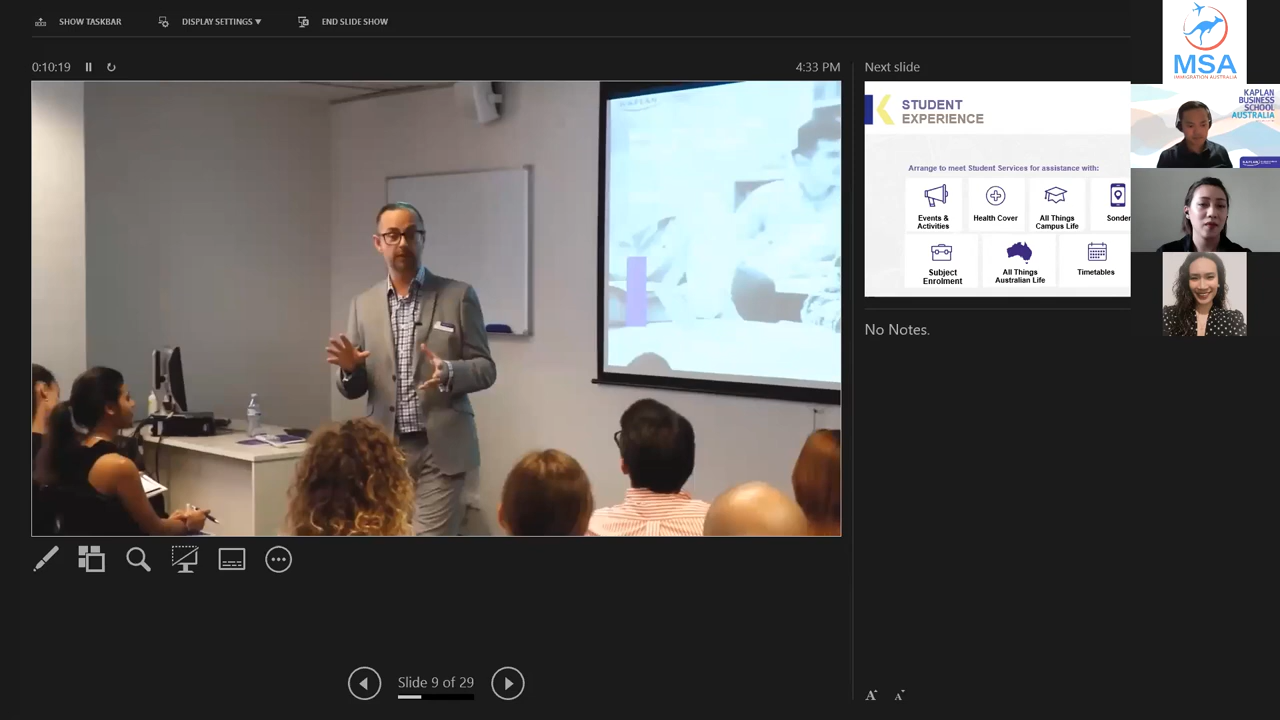 SHOW TASKBAR
DISPLAY SETTINGS
END SLIDE SHOW
0:10:19
4:33 PM
Next slide
STUDENT
EXPERIENCE
Arrange to meet Student Services for assistance with:
Events &
Activities
Health Cover
All Things
Campus Life
Sonder
Subject
Enrolment
All Things
Australian Life
Timetables
No Notes.
Slide 9 of 29
A
A
MSA
IMMIGRATION AUSTRALIA
KAPLAN
BUSINESS
SCHOOL
AUSTRALIA